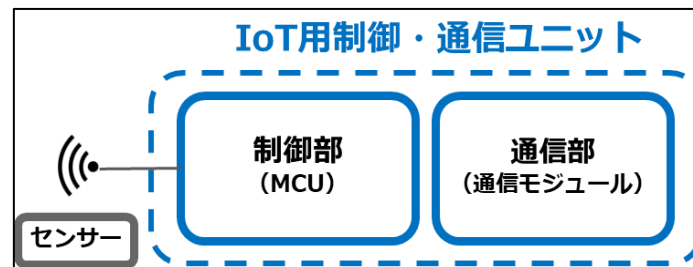 IoT用制御・通信ユニット
制御部
（MCU）
通信部
（通信モジュール）
センサー